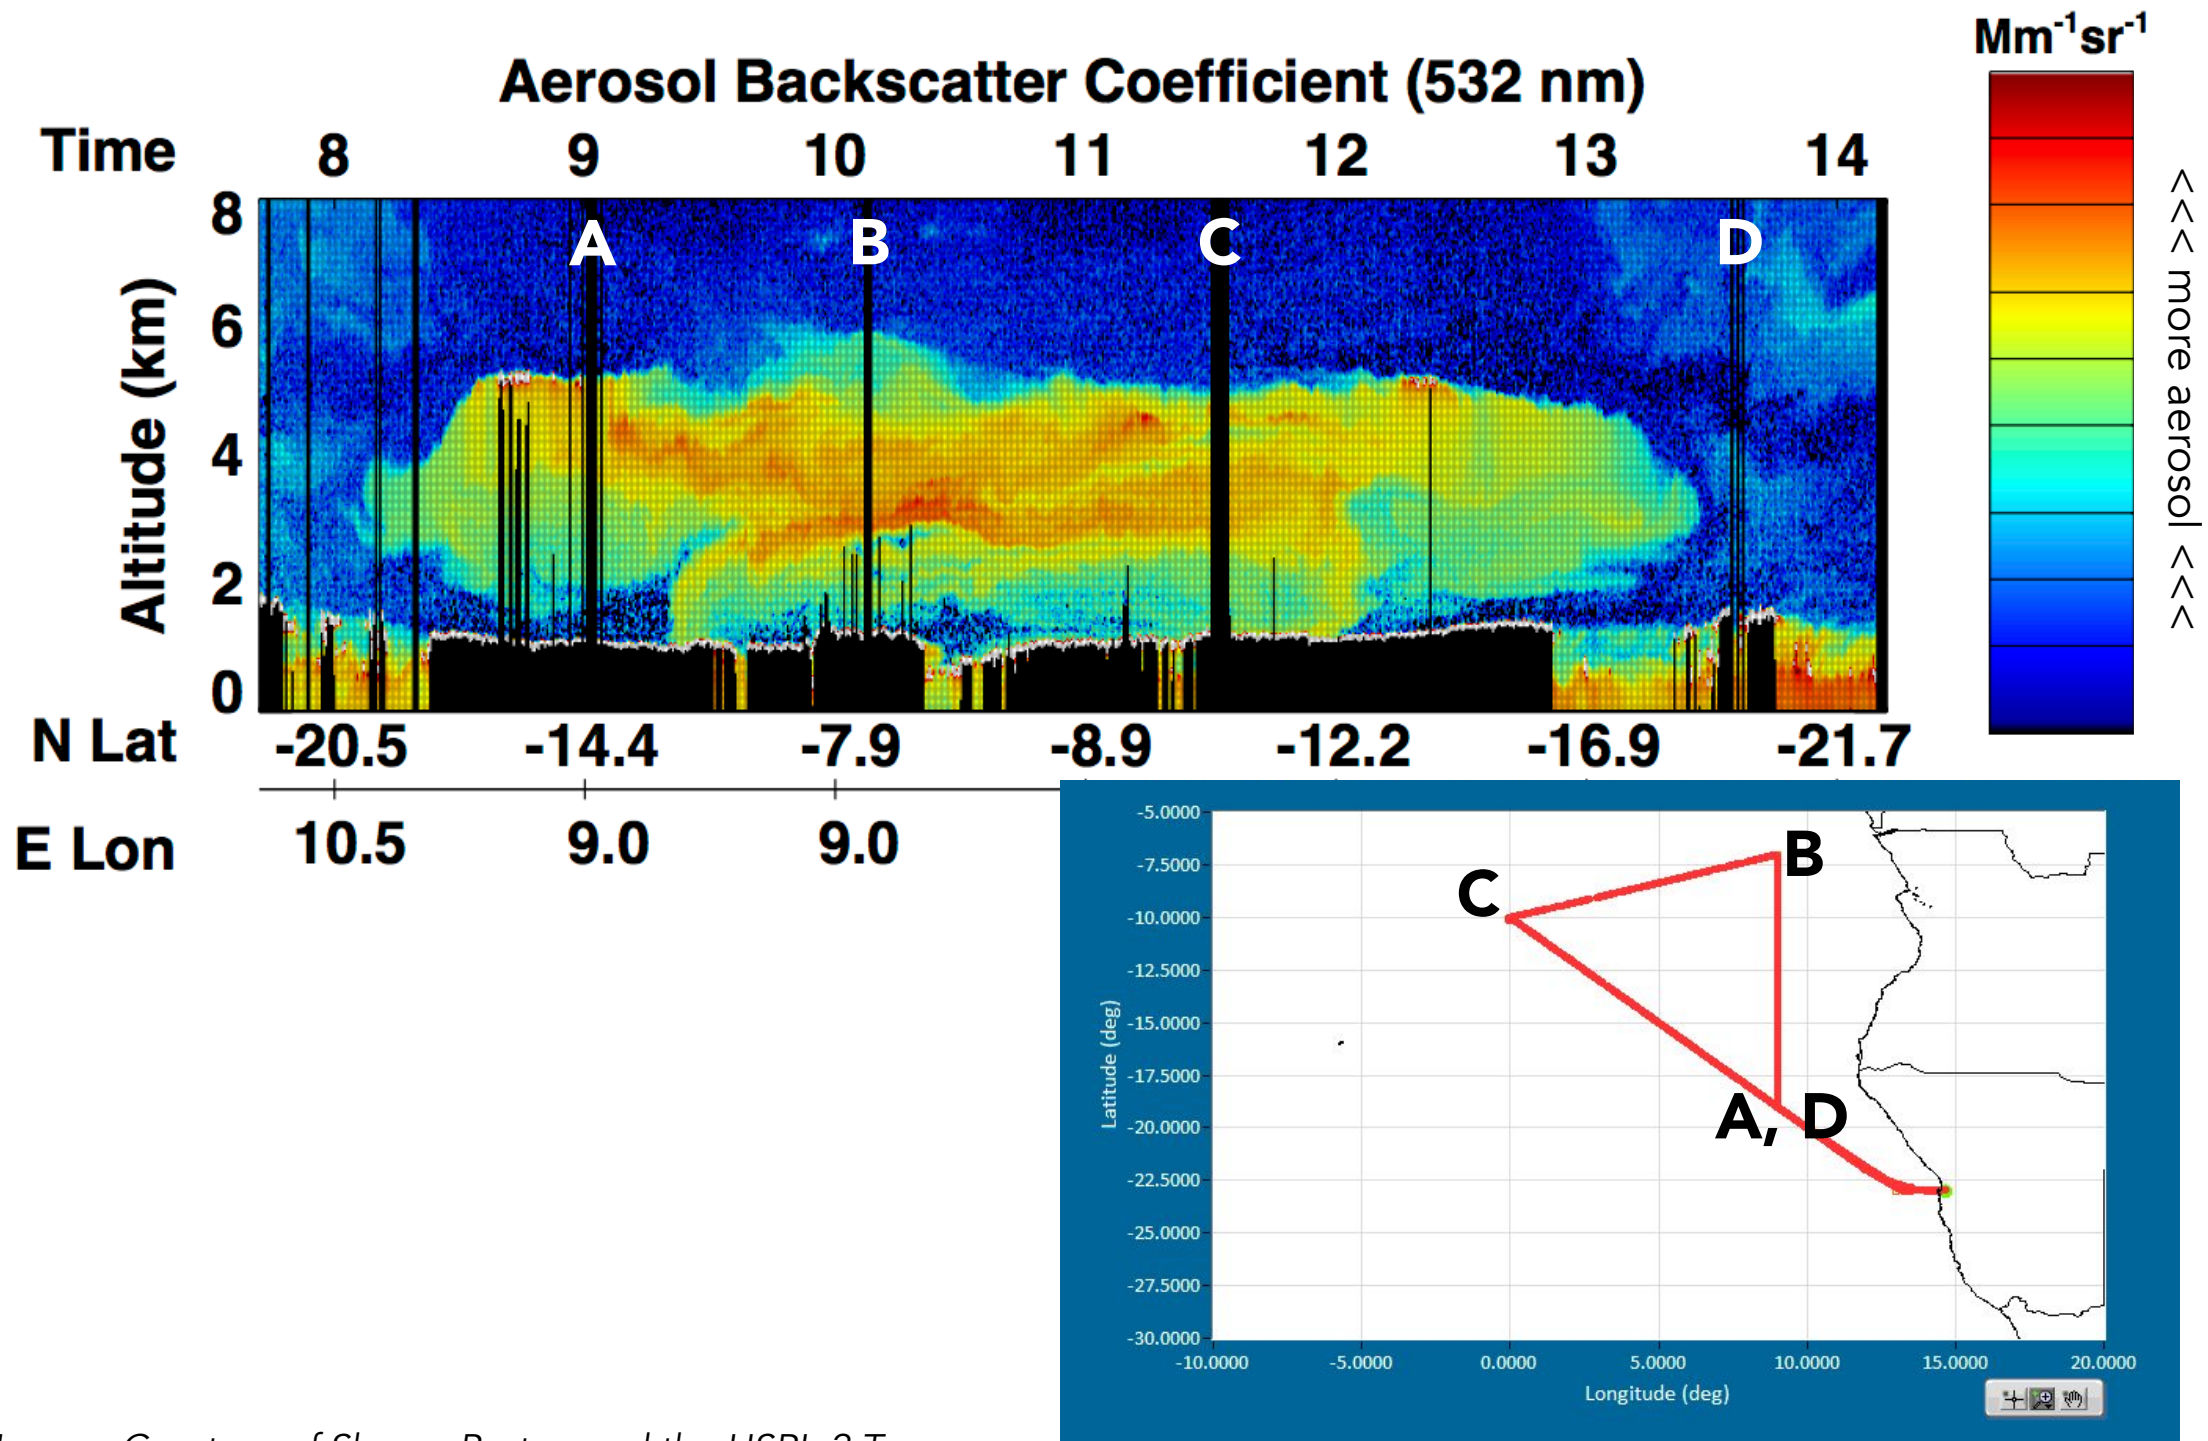 Mm⁻¹sr⁻¹
Aerosol Backscatter Coefficient (532 nm)
Time 8 9 10 11 12 13 14
8
6
4
2
0
Altitude (km)
A B C D
<<< more aerosol <<<
N Lat -20.5 -14.4 -7.9 -8.9 -12.2 -16.9 -21.7
E Lon 10.5 9.0 9.0
-5.0000
-7.5000
-10.0000
-12.5000
-15.0000
-17.5000
-20.0000
-22.5000
-25.0000
-27.5000
-30.0000
Latitude (deg)
B
C
A, D
-10.0000 -5.0000 0.0000 5.0000 10.0000 15.0000 20.0000
Longitude (deg)